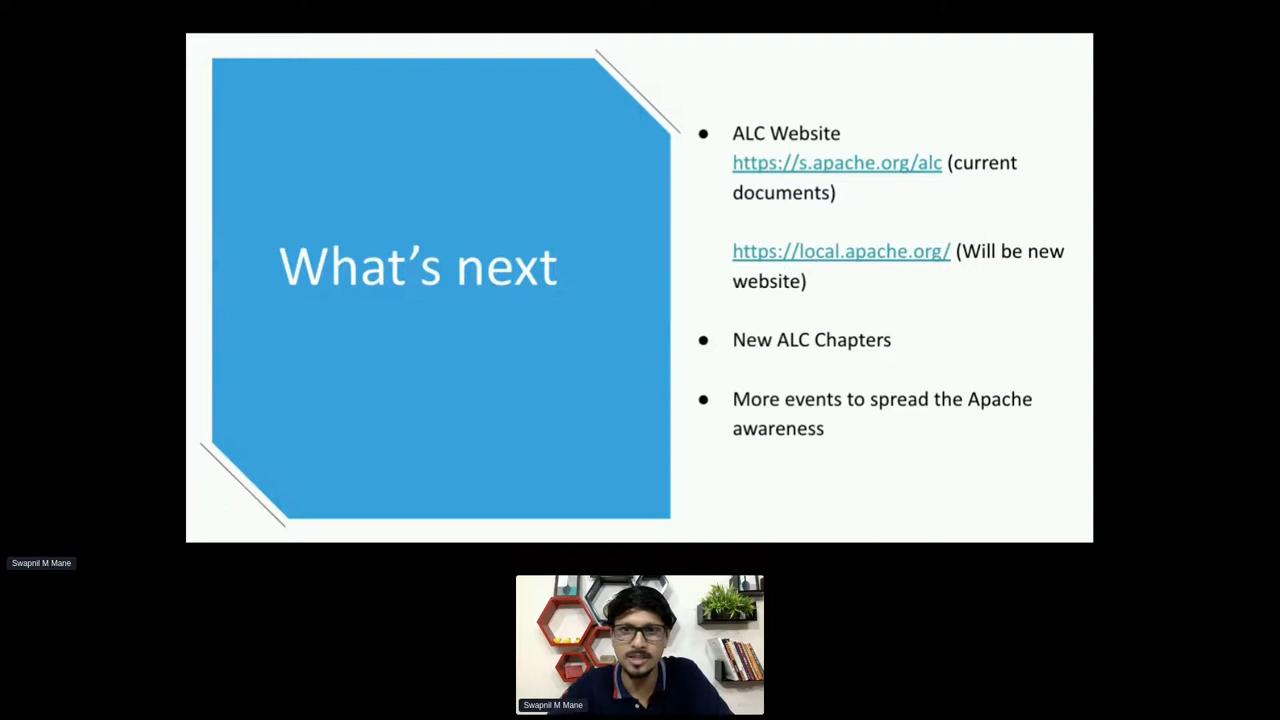 What’s next
● ALC Website
https://s.apache.org/alc (current
documents)
https://local.apache.org/ (Will be new
website)
● New ALC Chapters
● More events to spread the Apache
awareness
Swapnil M Mane
Swapnil M Mane